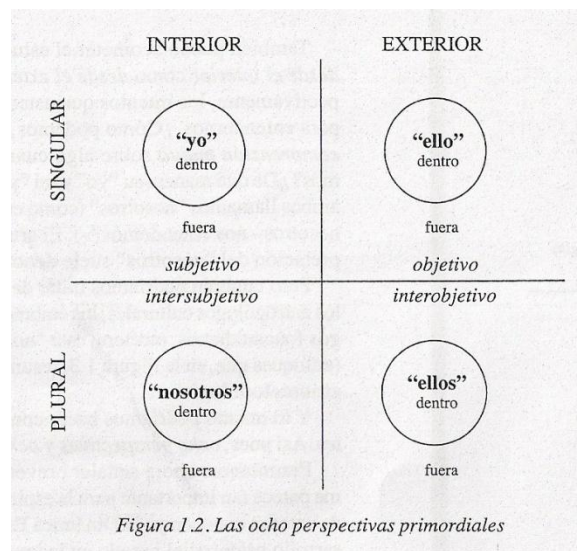 INTERIOR EXTERIOR
SINGULAR
“yo” “ello”
dentro dentro
fuera fuera
subjetivo objetivo
intersubjetivo interobjetivo
PLURAL
“nosotros” “ellos”
dentro dentro
fuera fuera
Figura 1.2. Las ocho perspectivas primordiales